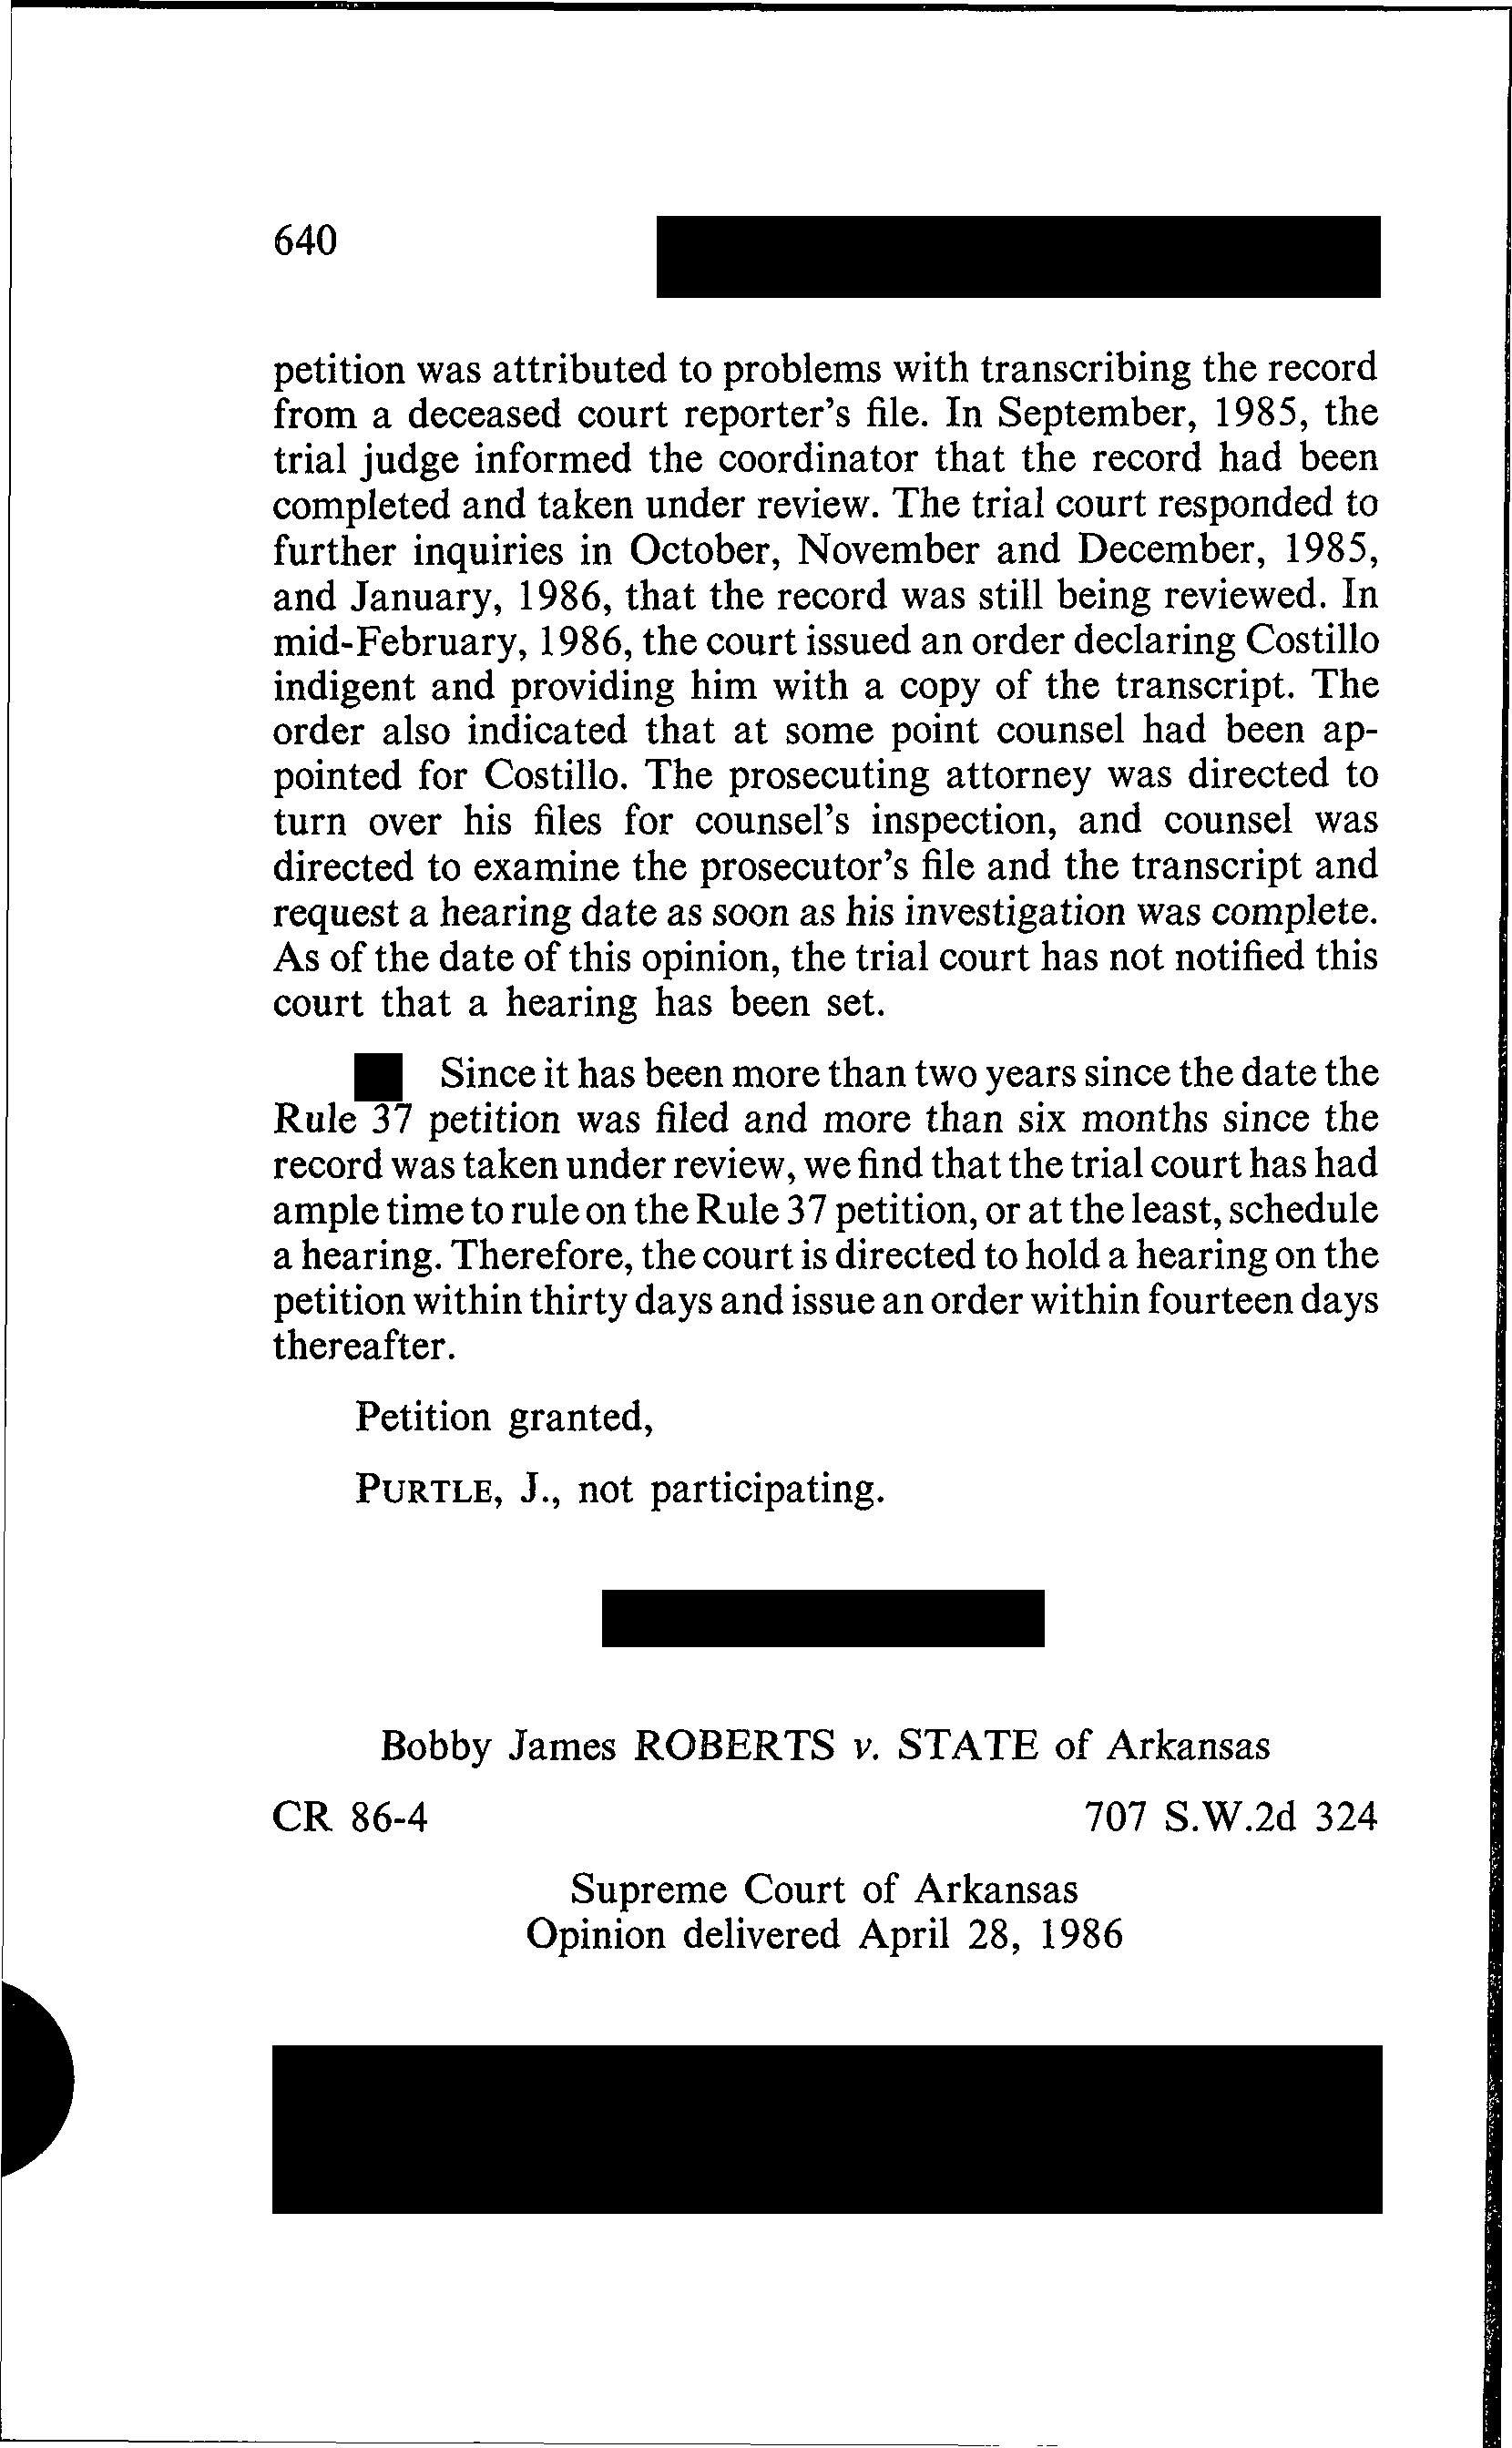 640
petition was attributed to problems with transcribing the record
from a deceased court reporter's file. In September, 1985, the
trial judge informed the coordinator that the record had been
completed and taken under review. The trial court responded to
further inquiries in October, November and December, 1985,
and January, 1986, that the record was still being reviewed. In
mid-February, 1986, the court issued an order declaring Costillo
indigent and providing him with a copy of the transcript. The
order also indicated that at some point counsel had been ap-
pointed for Costillo. The prosecuting attorney was directed to
turn over his files for counsel's inspection, and counsel was
directed to examine the prosecutor's file and the transcript and
request a hearing date as soon as his investigation was complete.
As of the date of this opinion, the trial court has not notified this
court that a hearing has been set.
Since it has been more than two years since the date the
Rule 37 petition was filed and more than six months since the
record was taken under review, we find that the trial court has had
ample time to rule on the Rule 37 petition, or at the least, schedule
a hearing. Therefore, the court is directed to hold a hearing on the
petition within thirty days and issue an order within fourteen days
thereafter.
Petition granted,
PURTLE, J., not participating.
Bobby James ROBERTS v. STATE of Arkansas
CR 86-4 707 S.W.2d 324
Supreme Court of Arkansas
Opinion delivered April 28, 1986